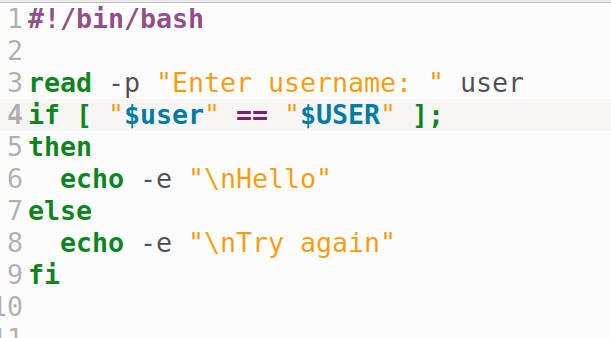 1 #!/bin/bash
2
3 read -p "Enter username: " user
4 if [ "$user" == "$USER" ];
5 then
6   echo -e "\nHello"
7 else
8   echo -e "\nTry again"
9 fi
10
11